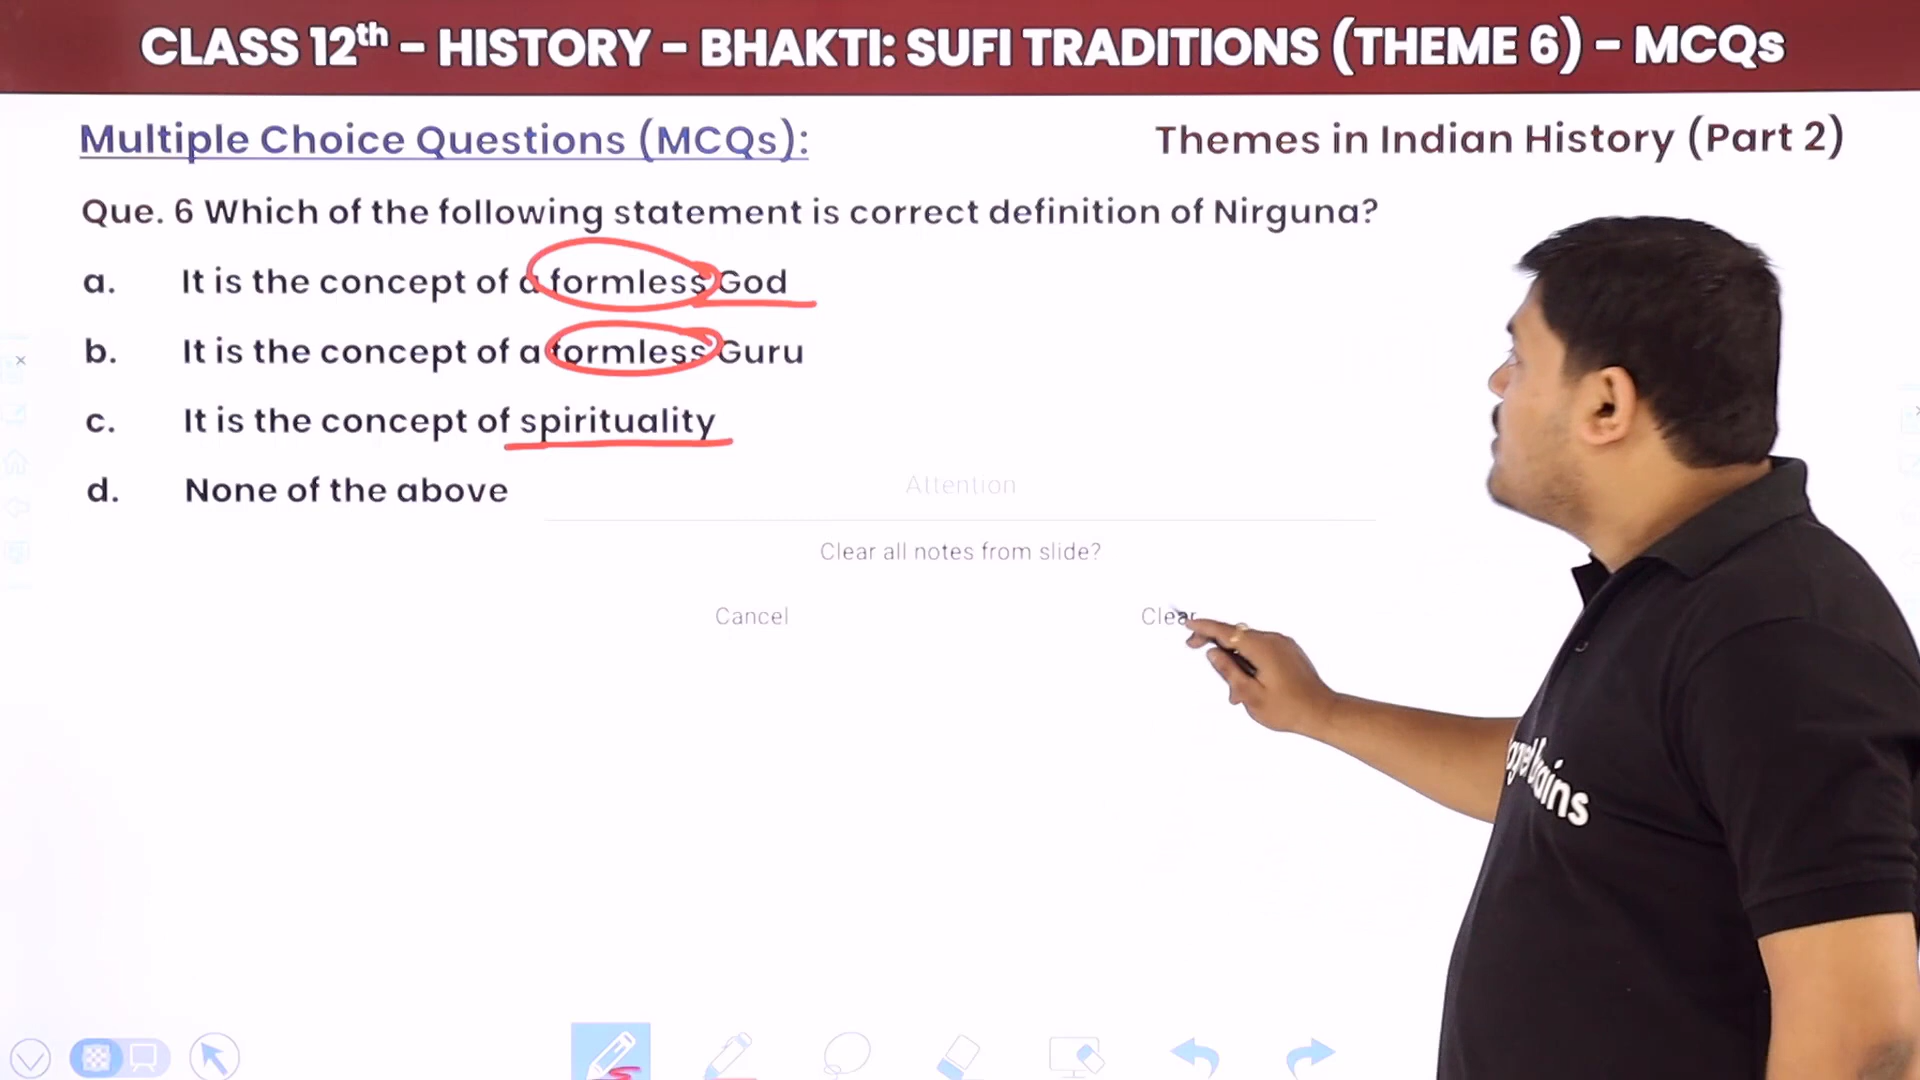 CLASS 12th - HISTORY - BHAKTI: SUFI TRADITIONS (THEME 6) - MCQs
Multiple Choice Questions (MCQs):
Themes in Indian History (Part 2)
Que. 6 Which of the following statement is correct definition of Nirguna?
a. It is the concept of a formless God
b. It is the concept of a formless Guru
c. It is the concept of spirituality
d. None of the above
Attention
Clear all notes from slide?
Cancel
Clear